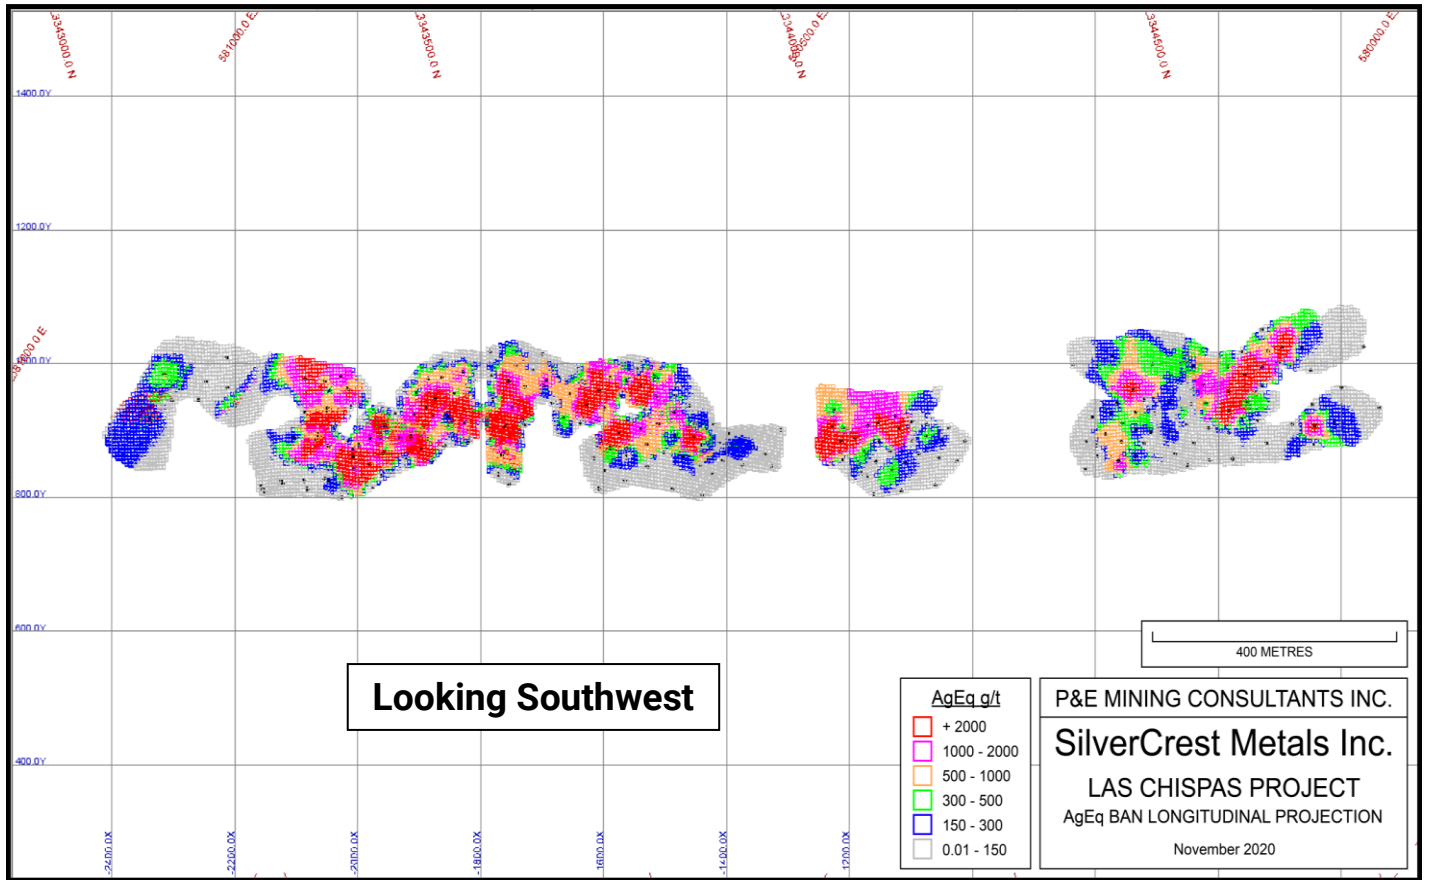 3343000.0 N
581000.0 E
3343500.0 N
3344000.0 N
580500.0 E
3344500.0 N
580000.0 E
1400.0Y
1200.0Y
1000.0Y
800.0Y
600.0Y
400.0Y
-2400.0X
-2200.0X
-2000.0X
-1800.0X
-1600.0X
-1400.0X
-1200.0X
400 METRES
Looking Southwest
AgEq g/t
+ 2000
1000 - 2000
500 - 1000
300 - 500
150 - 300
0.01 - 150
P&E MINING CONSULTANTS INC.
SilverCrest Metals Inc.
LAS CHISPAS PROJECT
AgEq BAN LONGITUDINAL PROJECTION
November 2020